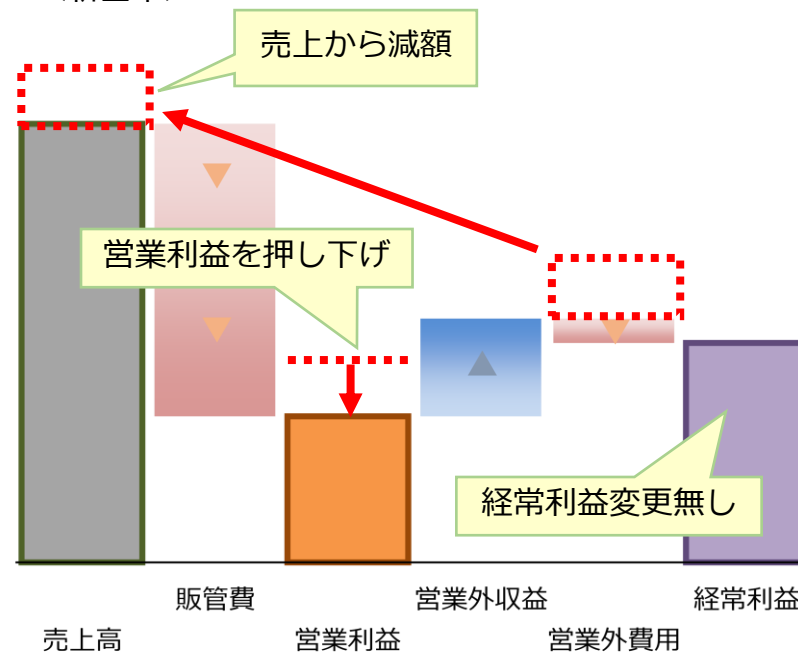 売上から減額
営業利益を押し下げ
経常利益変更無し
販管費
営業外収益
経常利益
売上高
営業利益
営業外費用